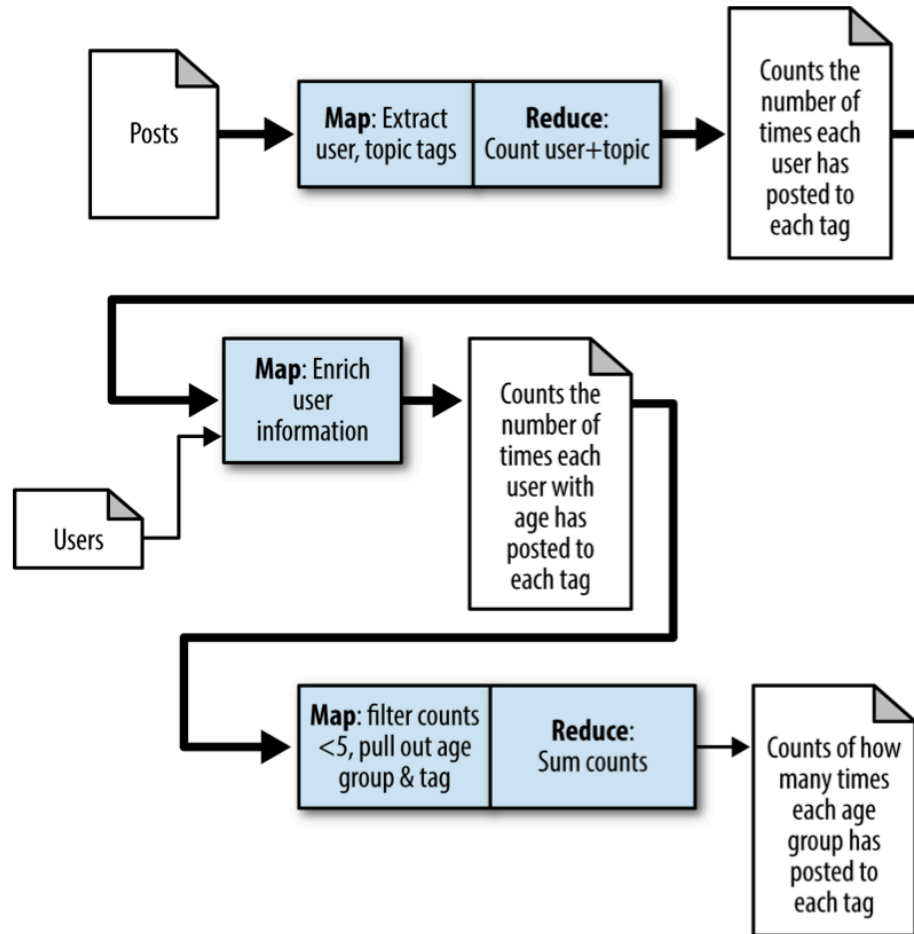 Posts
Map: Extract
user, topic tags
Reduce:
Count user+topic
Counts the
number of
times each
user has
posted to
each tag
Map: Enrich
user
information
Users
Counts the
number of
times each
user with
age has
posted to
each tag
Map: filter counts
<5, pull out age
group & tag
Reduce:
Sum counts
Counts of how
many times
each age
group has
posted to
each tag